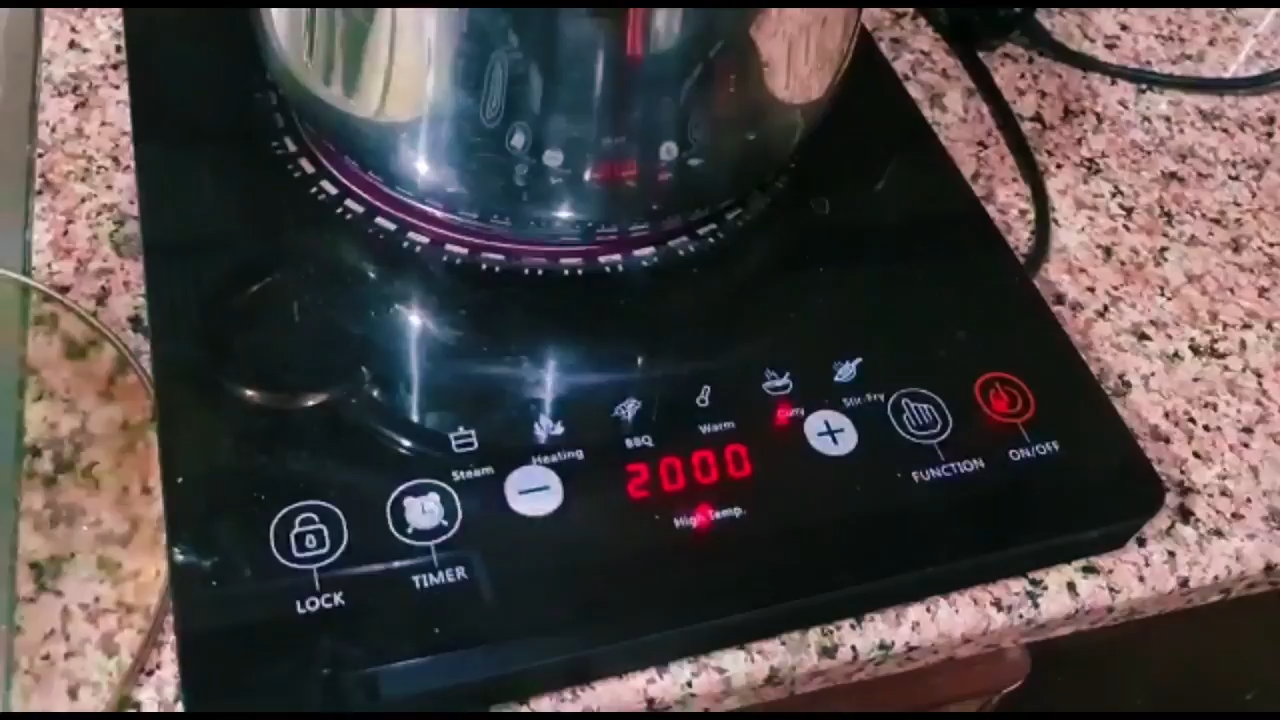 Steam Heating BBQ Warm Curry Stir-Fry
2000
High Temp.
LOCK TIMER FUNCTION ON/OFF